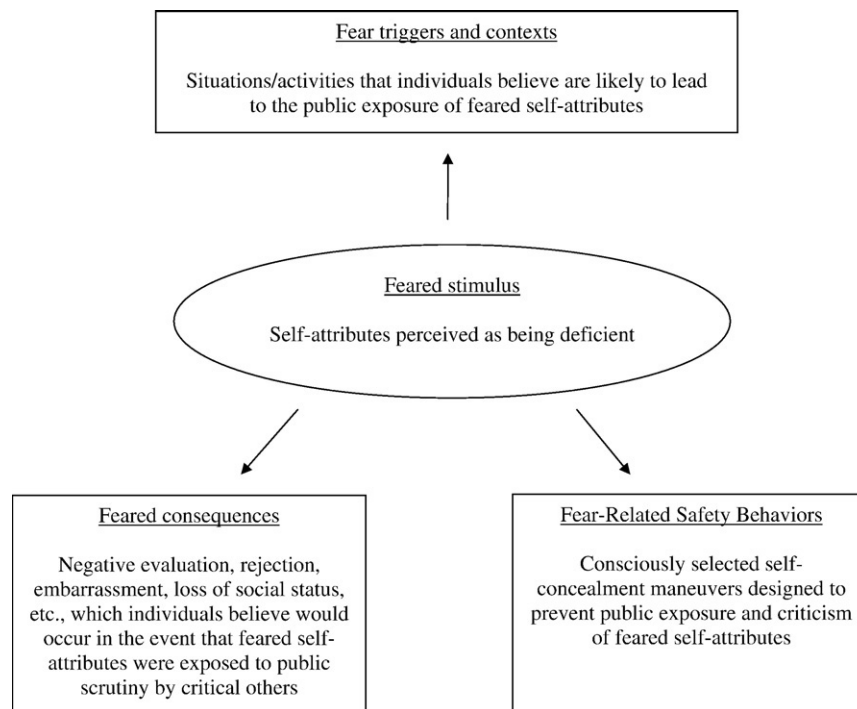 Fear triggers and contexts
Situations/activities that individuals believe are likely to lead
to the public exposure of feared self-attributes
Feared stimulus
Self-attributes perceived as being deficient
Feared consequences
Negative evaluation, rejection,
embarrassment, loss of social status,
etc., which individuals believe would
occur in the event that feared self-
attributes were exposed to public
scrutiny by critical others
Fear-Related Safety Behaviors
Consciously selected self-
concealment maneuvers designed to
prevent public exposure and criticism
of feared self-attributes